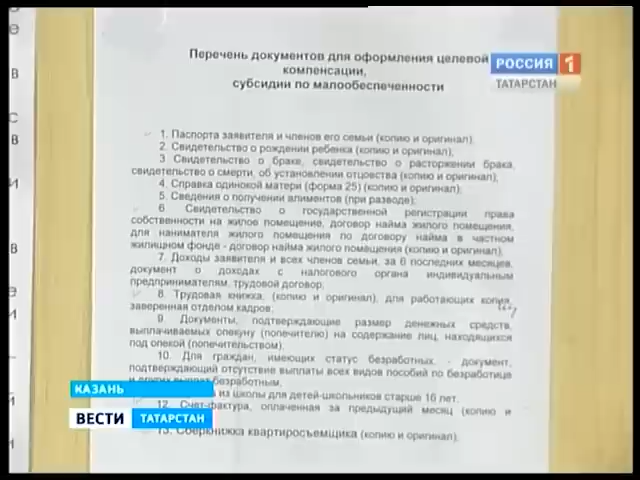 Перечень документов для оформления целевой
компенсации,
субсидии по малообеспеченности
РОССИЯ 1
ТАТАРСТАН
1. Паспорта заявителя и членов его семьи (копию и оригинал);
2. Свидетельство о рождении ребенка (копию и оригинал);
3 Свидетельство о браке, свидетельство о расторжении брака,
свидетельство о смерти, об установлении отцовства (копию и оригинал);
4. Справка одинокой матери (форма 25) (копию и оригинал);
5. Сведения о получении алиментов (при разводе);
6 Свидетельство о государственной регистрации права
собственности на жилое помещение, договор найма жилого помещения,
для нанимателя жилого помещения по договору найма в частном
жилищном фонде - договор найма жилого помещения (копию и оригинал);
7. Доходы заявителя и всех членов семьи, за 6 последних месяцев,
документ о доходах с налогового органа индивидуальным
предпринимателям, трудовой договор;
8. Трудовая книжка, (копию и оригинал), для работающих копия,
заверенная отделом кадров;
9. Документы, подтверждающие размер денежных средств,
выплачиваемых опекуну (попечителю) на содержание лиц, находящихся
под опекой (попечительством);
10. Для граждан, имеющих статус безработных, - документ,
подтверждающий отсутствие выплаты всех видов пособий по безработице
и других выплат безработным,
из школы для детей-школьников старше 16 лет.
12. Счет-фактура, оплаченная за предыдущий месяц (копию и
13. Сберкнижка квартиросъемщика (копию и оригинал);
КАЗАНЬ
ВЕСТИ ТАТАРСТАН